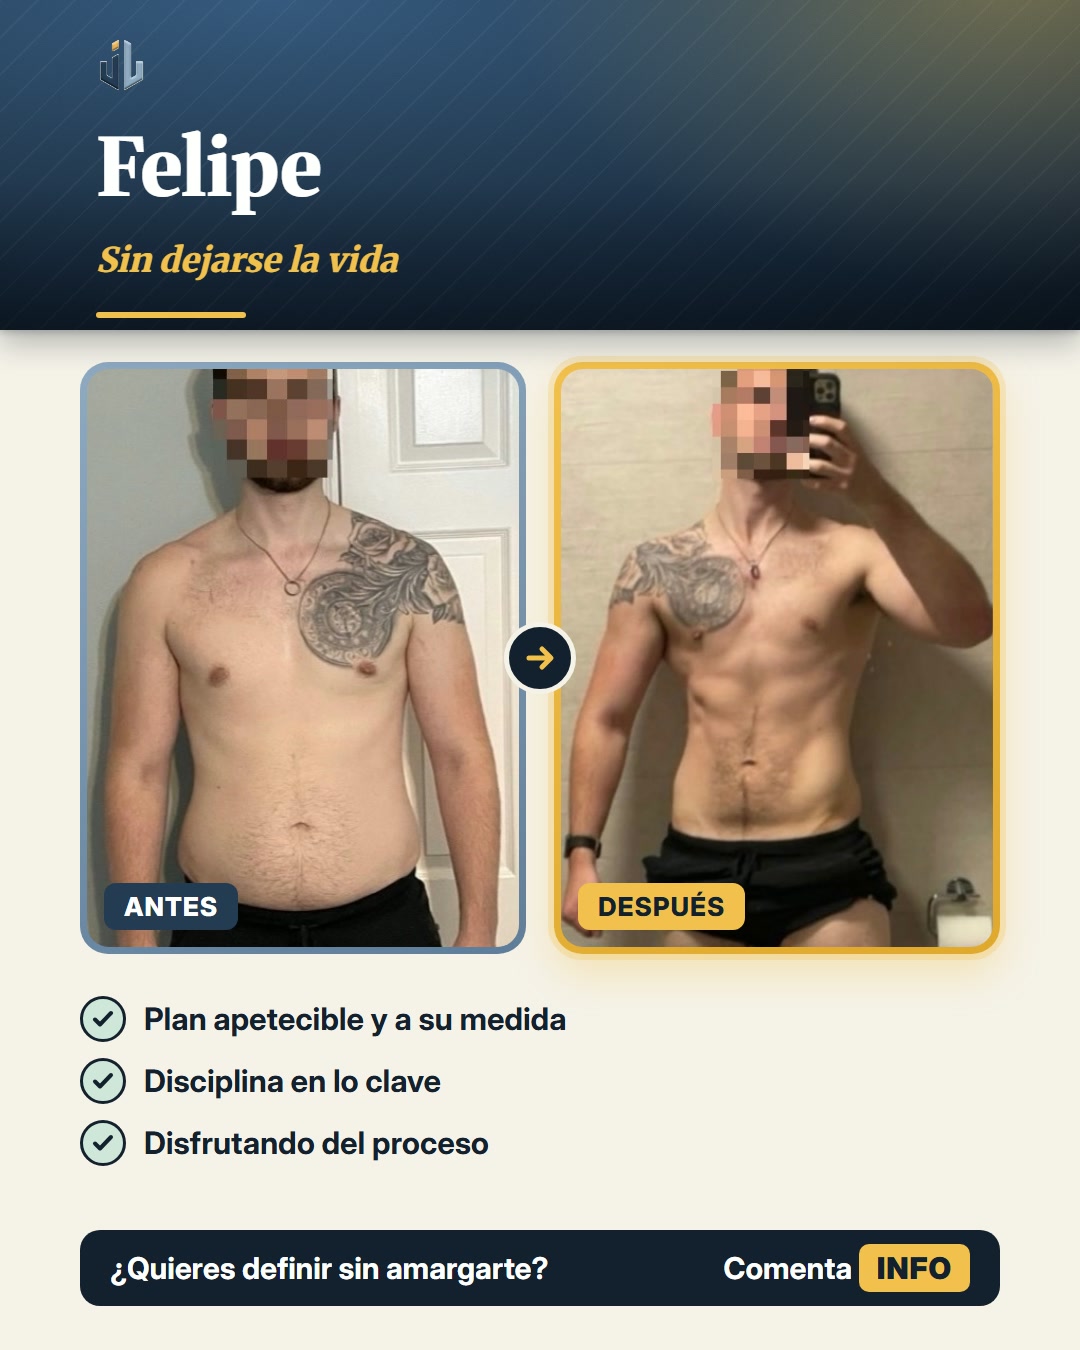 Felipe
Sin dejarse la vida
ANTES
DESPUÉS
Plan apetecible y a su medida
Disciplina en lo clave
Disfrutando del proceso
¿Quieres definir sin amargarte? Comenta INFO